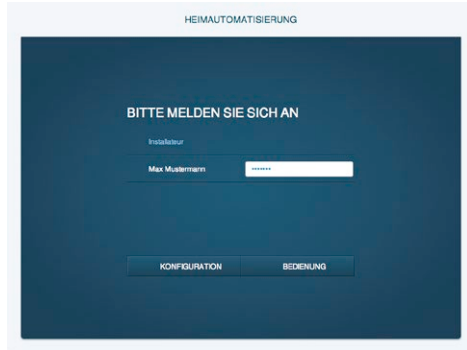 HEIMAUTOMATISIERUNG
BITTE MELDEN SIE SICH AN
Installateur
Max Mustermann
•••••••
KONFIGURATION BEDIENUNG